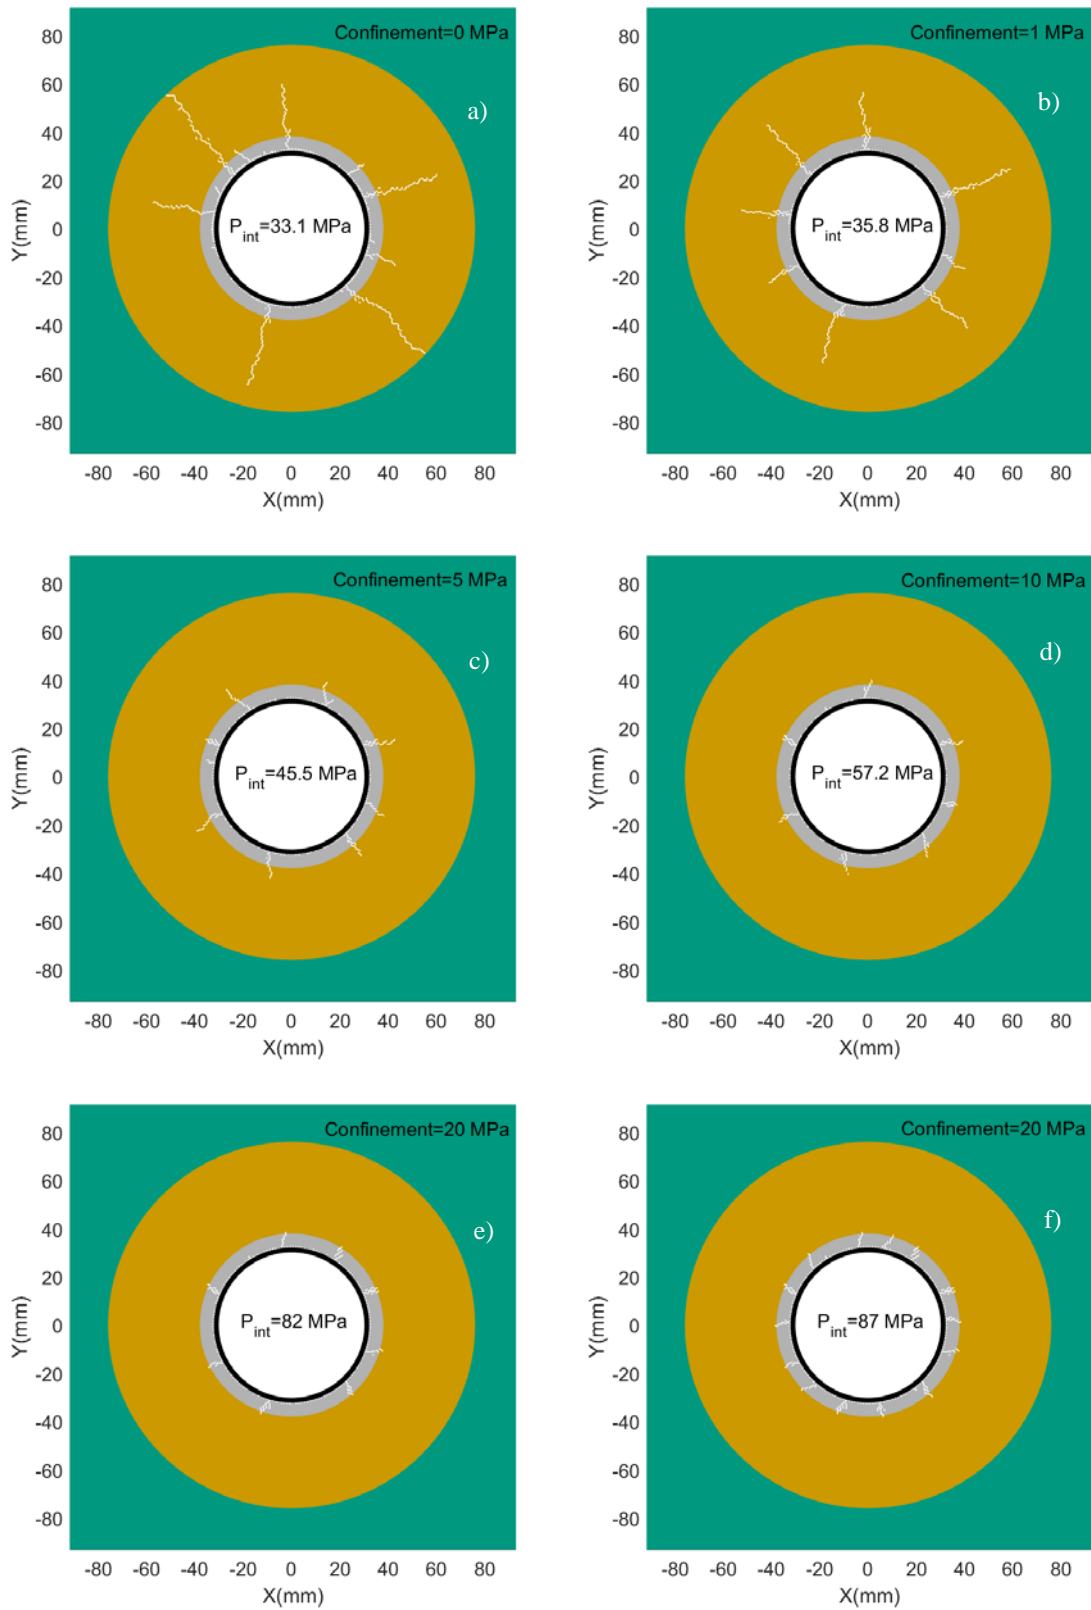 Confinement=0 MPa
a)
P_int=33.1 MPa
80
60
40
20
0
-20
-40
-60
-80
Y(mm)
-80 -60 -40 -20 0 20 40 60 80
X(mm)
Confinement=1 MPa
b)
P_int=35.8 MPa
80
60
40
20
0
-20
-40
-60
-80
Y(mm)
-80 -60 -40 -20 0 20 40 60 80
X(mm)
Confinement=5 MPa
c)
P_int=45.5 MPa
80
60
40
20
0
-20
-40
-60
-80
Y(mm)
-80 -60 -40 -20 0 20 40 60 80
X(mm)
Confinement=10 MPa
d)
P_int=57.2 MPa
80
60
40
20
0
-20
-40
-60
-80
Y(mm)
-80 -60 -40 -20 0 20 40 60 80
X(mm)
Confinement=20 MPa
e)
P_int=82 MPa
80
60
40
20
0
-20
-40
-60
-80
Y(mm)
-80 -60 -40 -20 0 20 40 60 80
X(mm)
Confinement=20 MPa
f)
P_int=87 MPa
80
60
40
20
0
-20
-40
-60
-80
Y(mm)
-80 -60 -40 -20 0 20 40 60 80
X(mm)